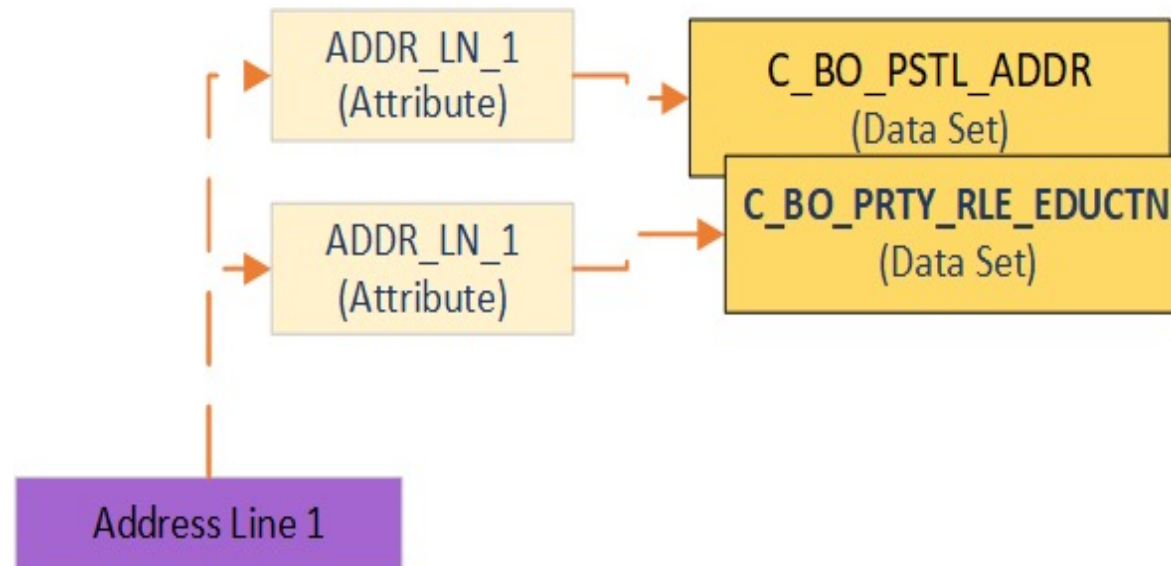 ADDR_LN_1
(Attribute)
C_BO_PSTL_ADDR
(Data Set)
ADDR_LN_1
(Attribute)
C_BO_PRTY_RLE_EDUCTN
(Data Set)
Address Line 1